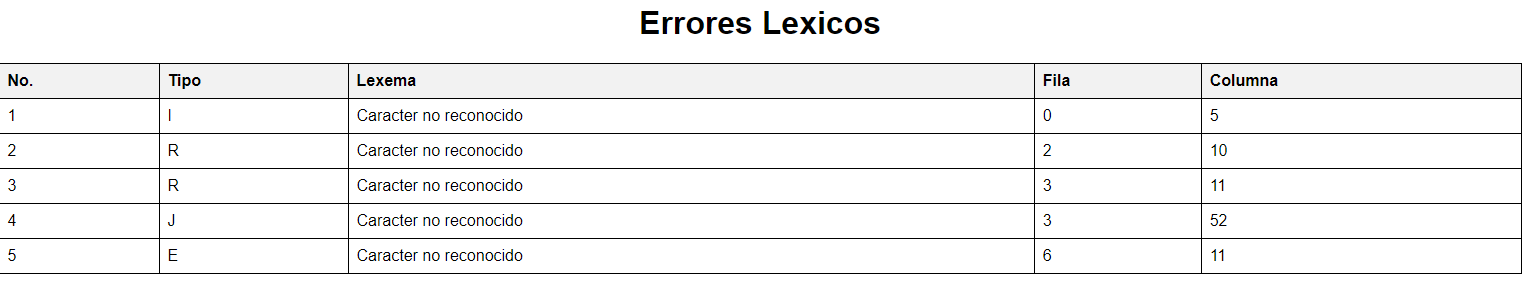 Errores Lexicos
No. Tipo Lexema Fila Columna
1 I Caracter no reconocido 0 5
2 R Caracter no reconocido 2 10
3 R Caracter no reconocido 3 11
4 J Caracter no reconocido 3 52
5 E Caracter no reconocido 6 11